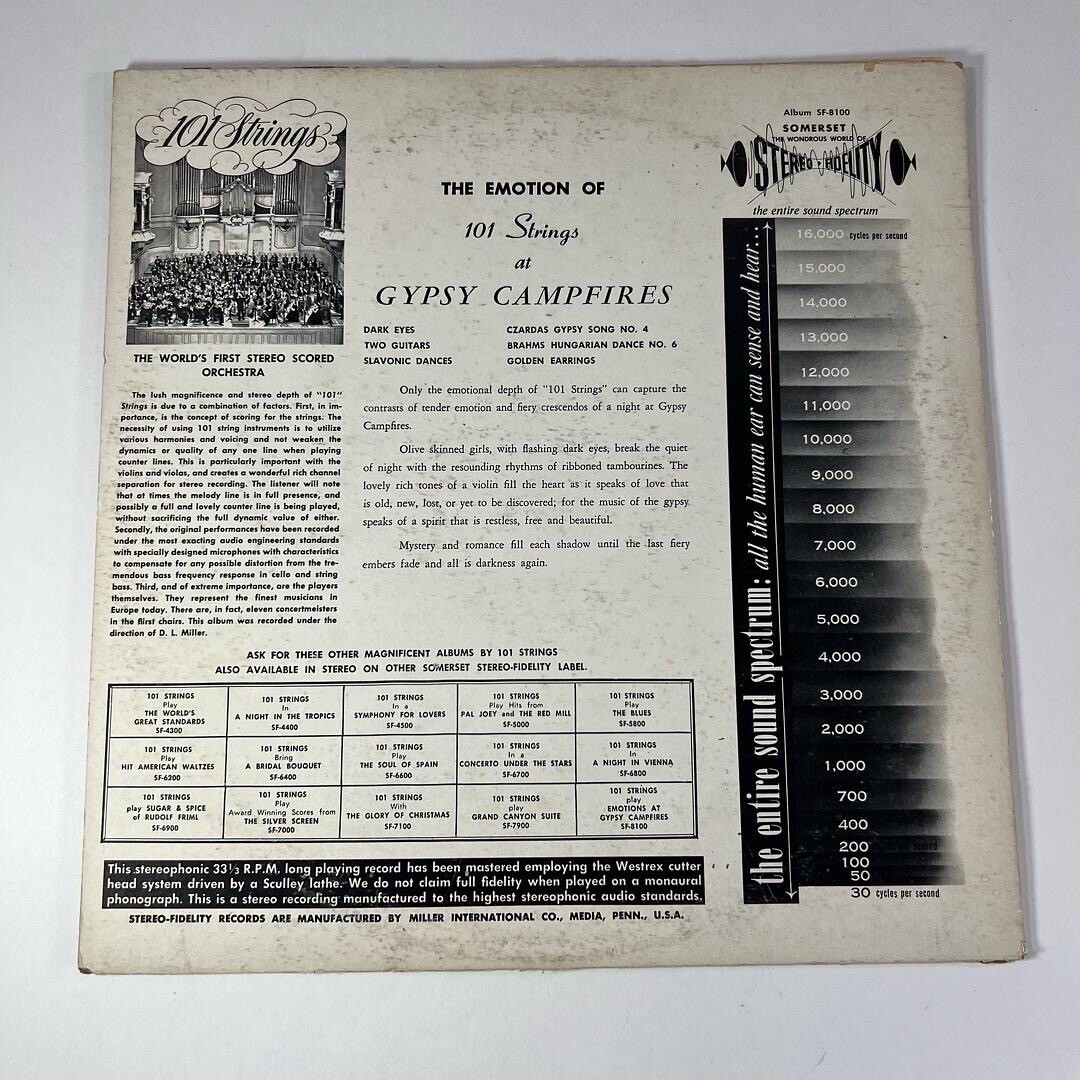 101 Strings
THE WORLD'S FIRST STEREO SCORED
ORCHESTRA
The lush magnificence and stereo depth of "101"
Strings is due to a combination of factors. First, in im-
portance, is the concept of scoring for the strings. The
necessity of using 101 string instruments is to utilize
various harmonies and voicing and not weaken the
dynamics or quality of any one line when playing
counter lines. This is particularly important with the
violins and violas, and creates a wonderful rich channel
separation for stereo recording. The listener will note
that at times the melody line is in full presence, and
possibly a full and lovely counter line is being played,
without sacrificing the full dynamic value of either.
Secondly, the original performances have been recorded
under the most exacting audio engineering standards
with specially designed microphones with characteristics
to compensate for any possible distortion from the tre-
mendous bass frequency response in cello and string
bass. Third, and of extreme importance, are the players
themselves. They represent the finest musicians in
Europe today. There are, in fact, eleven concertmeisters
in the first chairs. This album was recorded under the
direction of D. L. Miller.
THE EMOTION OF
101 Strings
at
GYPSY CAMPFIRES
DARK EYES
TWO GUITARS
SLAVONIC DANCES
CZARDAS GYPSY SONG NO. 4
BRAHMS HUNGARIAN DANCE NO. 6
GOLDEN EARRINGS
Only the emotional depth of "101 Strings" can capture the
contrasts of tender emotion and fiery crescendos of a night at Gypsy
Campfires.
Olive skinned girls, with flashing dark eyes, break the quiet
of night with the resounding rhythms of ribboned tambourines. The
lovely rich tones of a violin fill the heart as it speaks of love that
is old, new, lost, or yet to be discovered; for the music of the gypsy
speaks of a spirit that is restless, free and beautiful.
Mystery and romance fill each shadow until the last fiery
embers fade and all is darkness again.
ASK FOR THESE OTHER MAGNIFICENT ALBUMS BY 101 STRINGS
ALSO AVAILABLE IN STEREO ON OTHER SOMERSET STEREO-FIDELITY LABEL.
101 STRINGS
Play
THE WORLD'S
GREAT STANDARDS
SF-4300
101 STRINGS
In
A NIGHT IN THE TROPICS
SF-4400
101 STRINGS
In a
SYMPHONY FOR LOVERS
SF-4500
101 STRINGS
Play Hits from
PAL JOEY and THE RED MILL
SF-5000
101 STRINGS
Play
THE BLUES
SF-5800
101 STRINGS
Play
HIT AMERICAN WALTZES
SF-6200
101 STRINGS
Bring
A BRIDAL BOUQUET
SF-6400
101 STRINGS
Play
THE SOUL OF SPAIN
SF-6600
101 STRINGS
In a
CONCERTO UNDER THE STARS
SF-6700
101 STRINGS
In
A NIGHT IN VIENNA
SF-6800
101 STRINGS
play SUGAR & SPICE
of RUDOLF FRIML
SF-6900
101 STRINGS
Play
Award Winning Scores from
THE SILVER SCREEN
SF-7000
101 STRINGS
With
THE GLORY OF CHRISTMAS
SF-7100
101 STRINGS
play
GRAND CANYON SUITE
SF-7900
101 STRINGS
play
EMOTIONS AT
GYPSY CAMPFIRES
SF-8100
This stereophonic 33⅓ R.P.M. long playing record has been mastered employing the Westrex cutter
head system driven by a Sculley lathe. We do not claim full fidelity when played on a monaural
phonograph. This is a stereo recording manufactured to the highest stereophonic audio standards.
STEREO-FIDELITY RECORDS ARE MANUFACTURED BY MILLER INTERNATIONAL CO., MEDIA, PENN., U.S.A.
Album SF-8100
SOMERSET
THE WONDROUS WORLD OF
STEREO-FIDELITY
the entire sound spectrum
the entire sound spectrum: all the human ear can sense and hear...
16,000 cycles per second
15,000
14,000
13,000
12,000
11,000
10,000
9,000
8,000
7,000
6,000
5,000
4,000
3,000
2,000
1,000
700
400
200 cycles per second
100
50
30 cycles per second